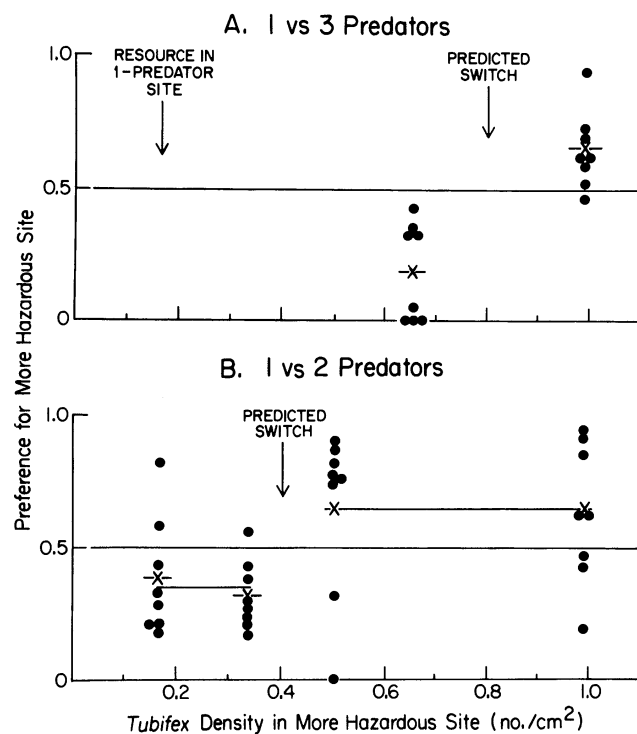 A. 1 vs 3 Predators
RESOURCE IN
1-PREDATOR
SITE
PREDICTED
SWITCH
1.0
0.5
0
B. 1 vs 2 Predators
PREDICTED
SWITCH
1.0
0.5
0
0.2
0.4
0.6
0.8
1.0
Preference for More Hazardous Site
Tubifex Density in More Hazardous Site (no./cm²)